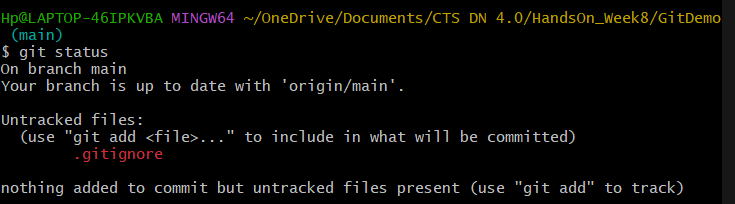 Hp@LAPTOP-46IPKVBA MINGW64 ~/OneDrive/Documents/CTS DN 4.0/HandsOn_Week8/GitDemo
(main)
$ git status
On branch main
Your branch is up to date with 'origin/main'.
Untracked files:
(use "git add <file>..." to include in what will be committed)
.gitignore
nothing added to commit but untracked files present (use "git add" to track)